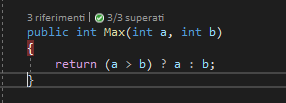 3 riferimenti | 3/3 superati
public int Max(int a, int b)
{
return (a > b) ? a : b;
}